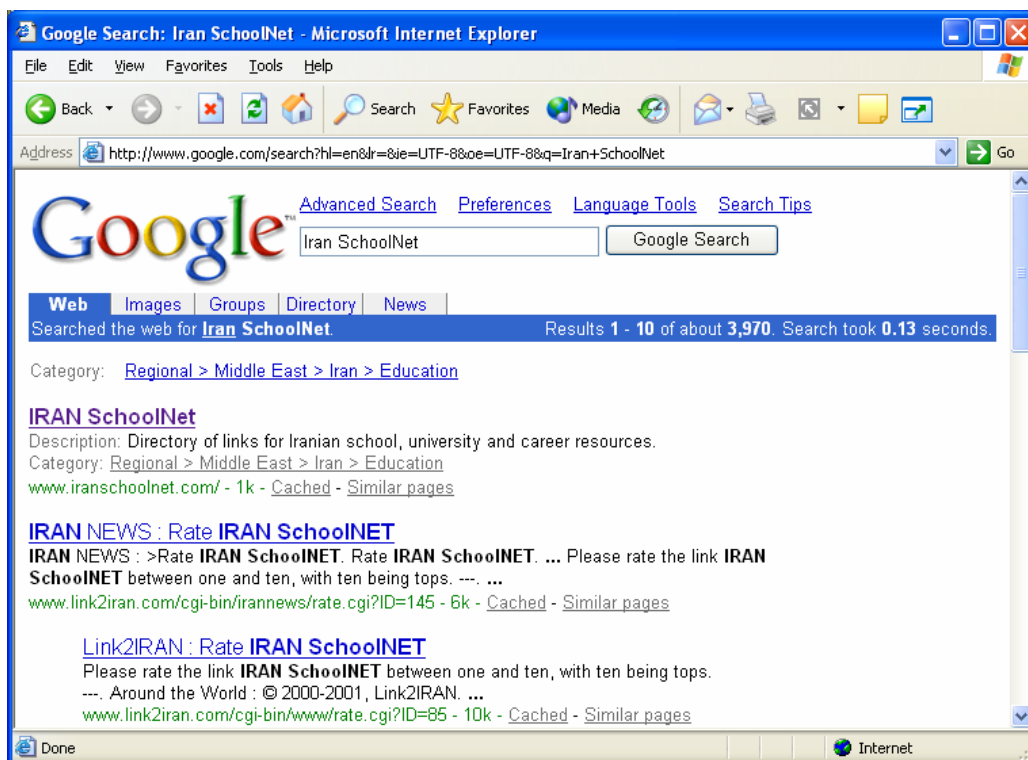 Google Search: Iran SchoolNet - Microsoft Internet Explorer
File Edit View Favorites Tools Help
Back Search Favorites Media
Address http://www.google.com/search?hl=en&lr=&ie=UTF-8&oe=UTF-8&q=Iran+SchoolNet Go
Advanced Search Preferences Language Tools Search Tips
Google™ Iran SchoolNet Google Search
Web Images Groups Directory News
Searched the web for Iran SchoolNet. Results 1 - 10 of about 3,970. Search took 0.13 seconds.
Category: Regional > Middle East > Iran > Education
IRAN SchoolNet
Description: Directory of links for Iranian school, university and career resources.
Category: Regional > Middle East > Iran > Education
www.iranschoolnet.com/ - 1k - Cached - Similar pages
IRAN NEWS : Rate IRAN SchoolNET
IRAN NEWS : >Rate IRAN SchoolNET. Rate IRAN SchoolNET. ... Please rate the link IRAN
SchoolNET between one and ten, with ten being tops. ---. ...
www.link2iran.com/cgi-bin/irannews/rate.cgi?ID=145 - 6k - Cached - Similar pages
Link2IRAN : Rate IRAN SchoolNET
Please rate the link IRAN SchoolNET between one and ten, with ten being tops.
---. Around the World : © 2000-2001, Link2IRAN. ...
www.link2iran.com/cgi-bin/www/rate.cgi?ID=85 - 10k - Cached - Similar pages
Done Internet